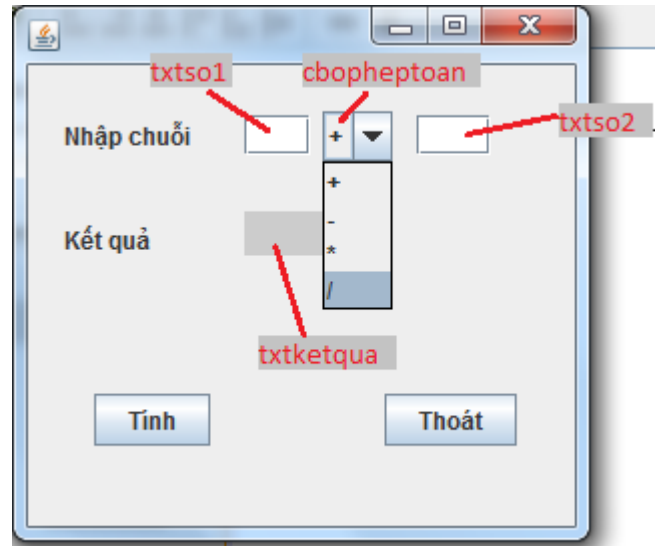 txtso1
cbopheptoan
Nhập chuỗi
+
txtso2
+
-
*
/
Kết quả
txtketqua
Tính
Thoát